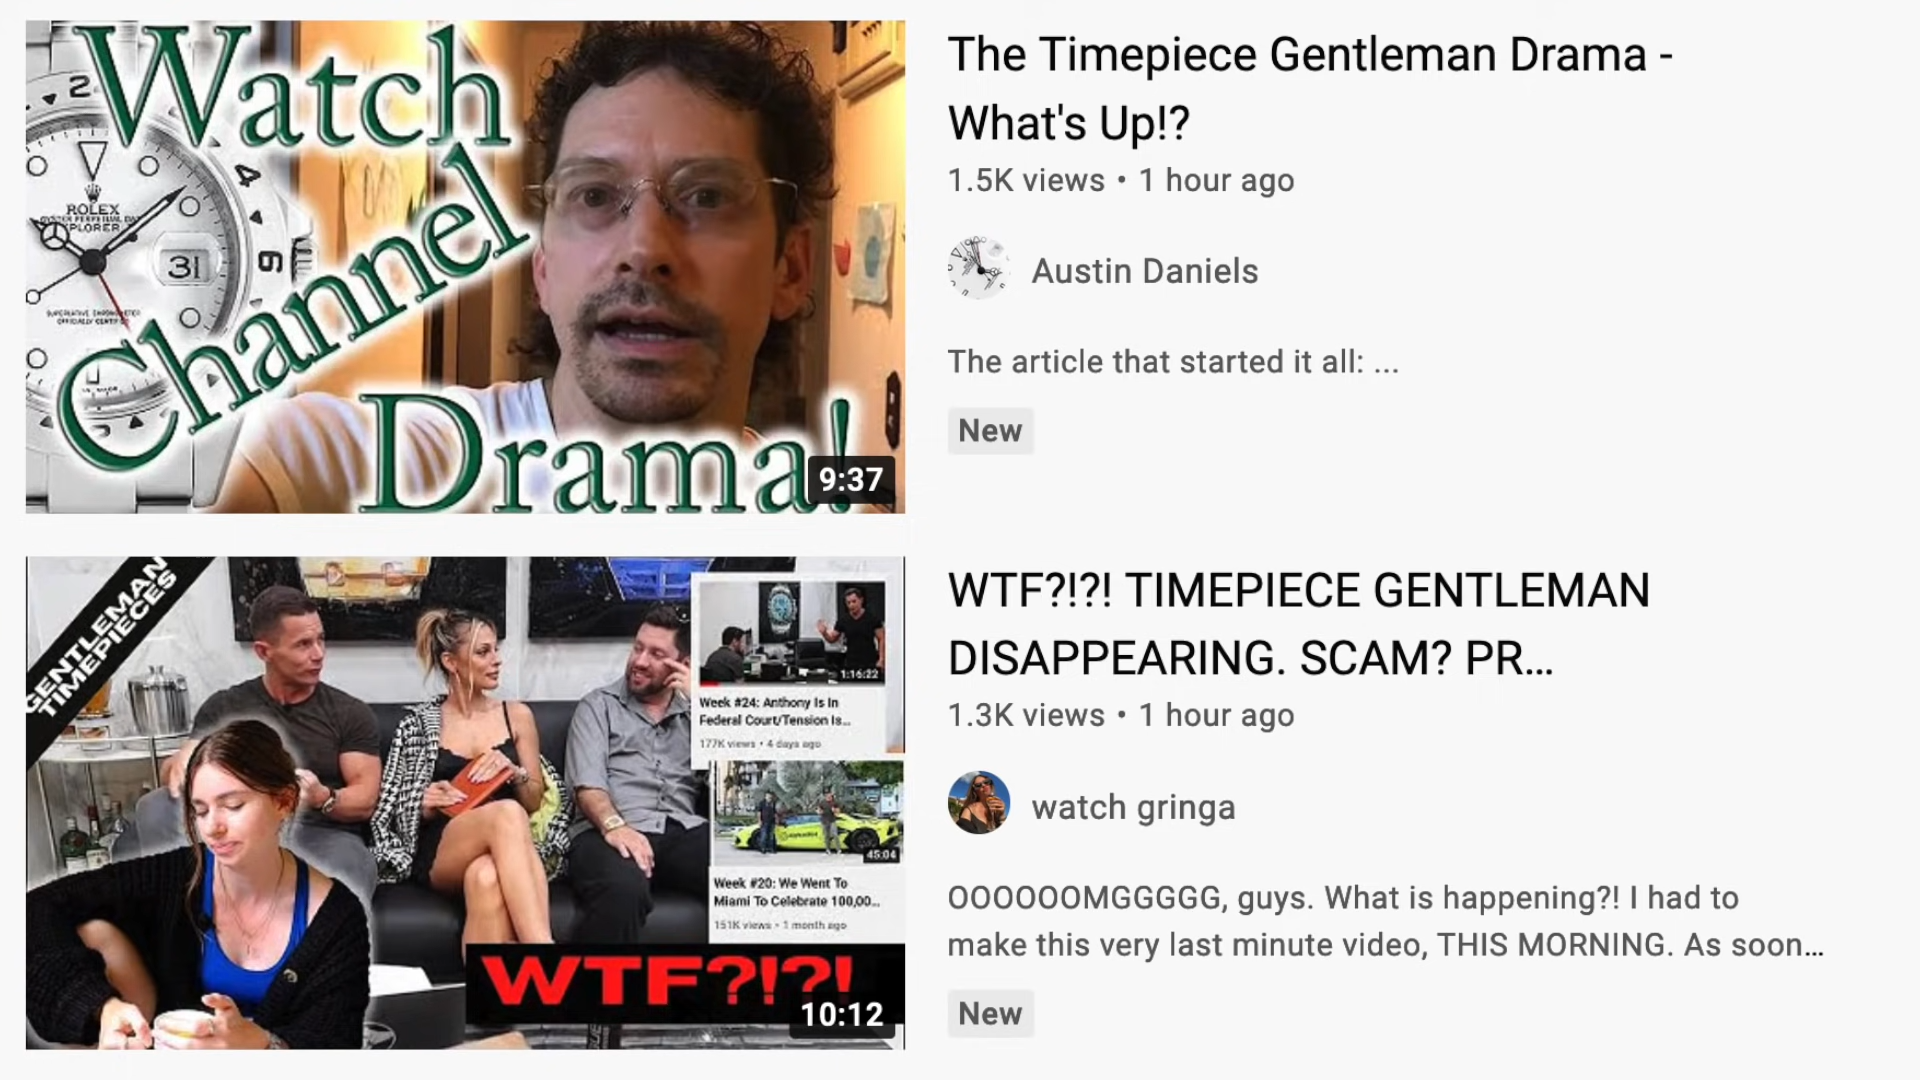 Watch
Channel
Drama!
2
4
6
ROLEX
31
9:37
The Timepiece Gentleman Drama -
What's Up!?
1.5K views • 1 hour ago
Austin Daniels
The article that started it all: ...
New
GENTLEMAN
TIMEPIECES
1:16:22
Week #24: Anthony Is In
Federal Court/Tension Is...
177K views • 4 days ago
45:04
Week #20: We Went To
Miami To Celebrate 100,00...
151K views • 1 month ago
WTF?!?!
10:12
WTF?!?! TIMEPIECE GENTLEMAN
DISAPPEARING. SCAM? PR...
1.3K views • 1 hour ago
watch gringa
OOOOOOMGGGGG, guys. What is happening?! I had to
make this very last minute video, THIS MORNING. As soon...
New